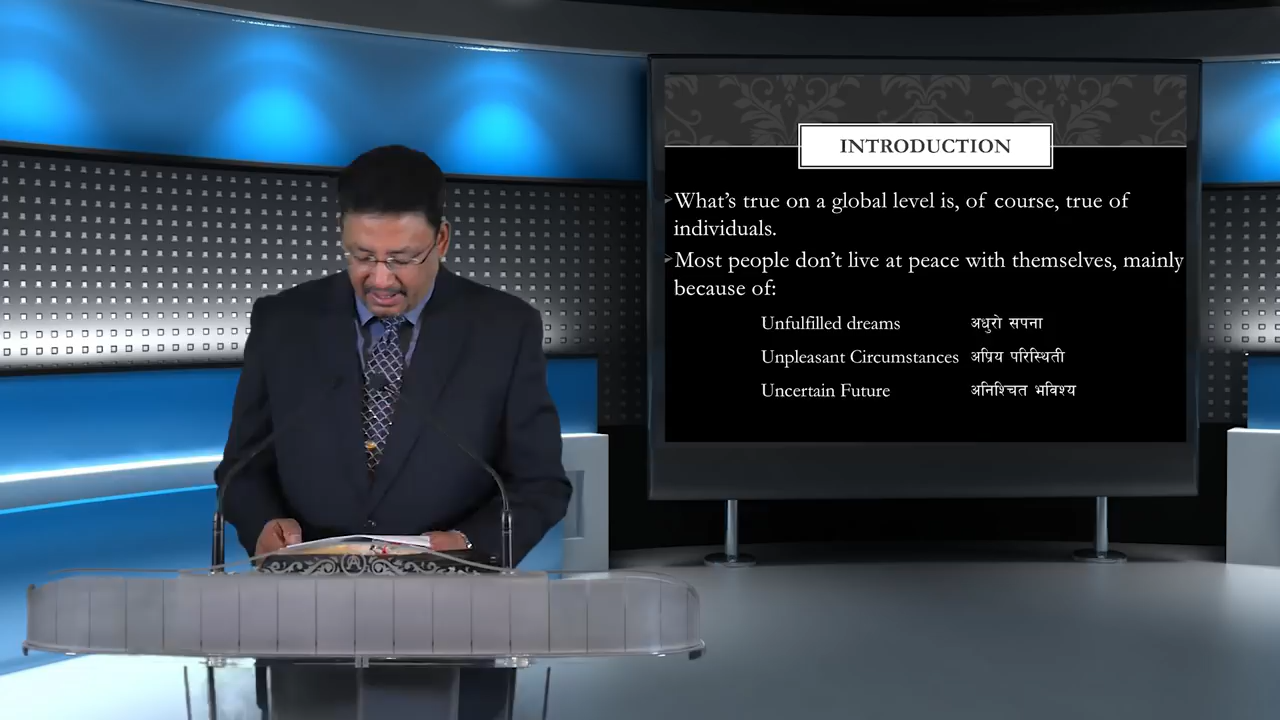 INTRODUCTION
What's true on a global level is, of course, true of
individuals.
Most people don't live at peace with themselves, mainly
because of:
Unfulfilled dreams अधुरो सपना
Unpleasant Circumstances अप्रिय परिस्थिती
Uncertain Future अनिश्चित भविश्य